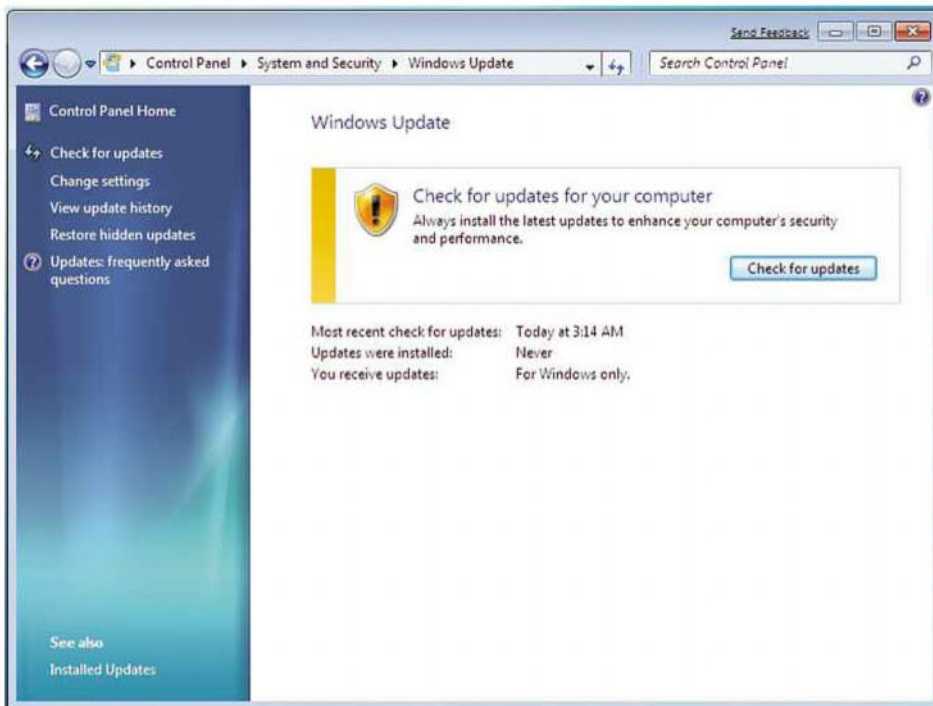 Send Feedback
Control Panel ▸ System and Security ▸ Windows Update
Search Control Panel
Control Panel Home
Check for updates
Change settings
View update history
Restore hidden updates
Updates: frequently asked
questions
See also
Installed Updates
Windows Update
Check for updates for your computer
Always install the latest updates to enhance your computer's security
and performance.
Check for updates
Most recent check for updates: Today at 3:14 AM
Updates were installed: Never
You receive updates: For Windows only.